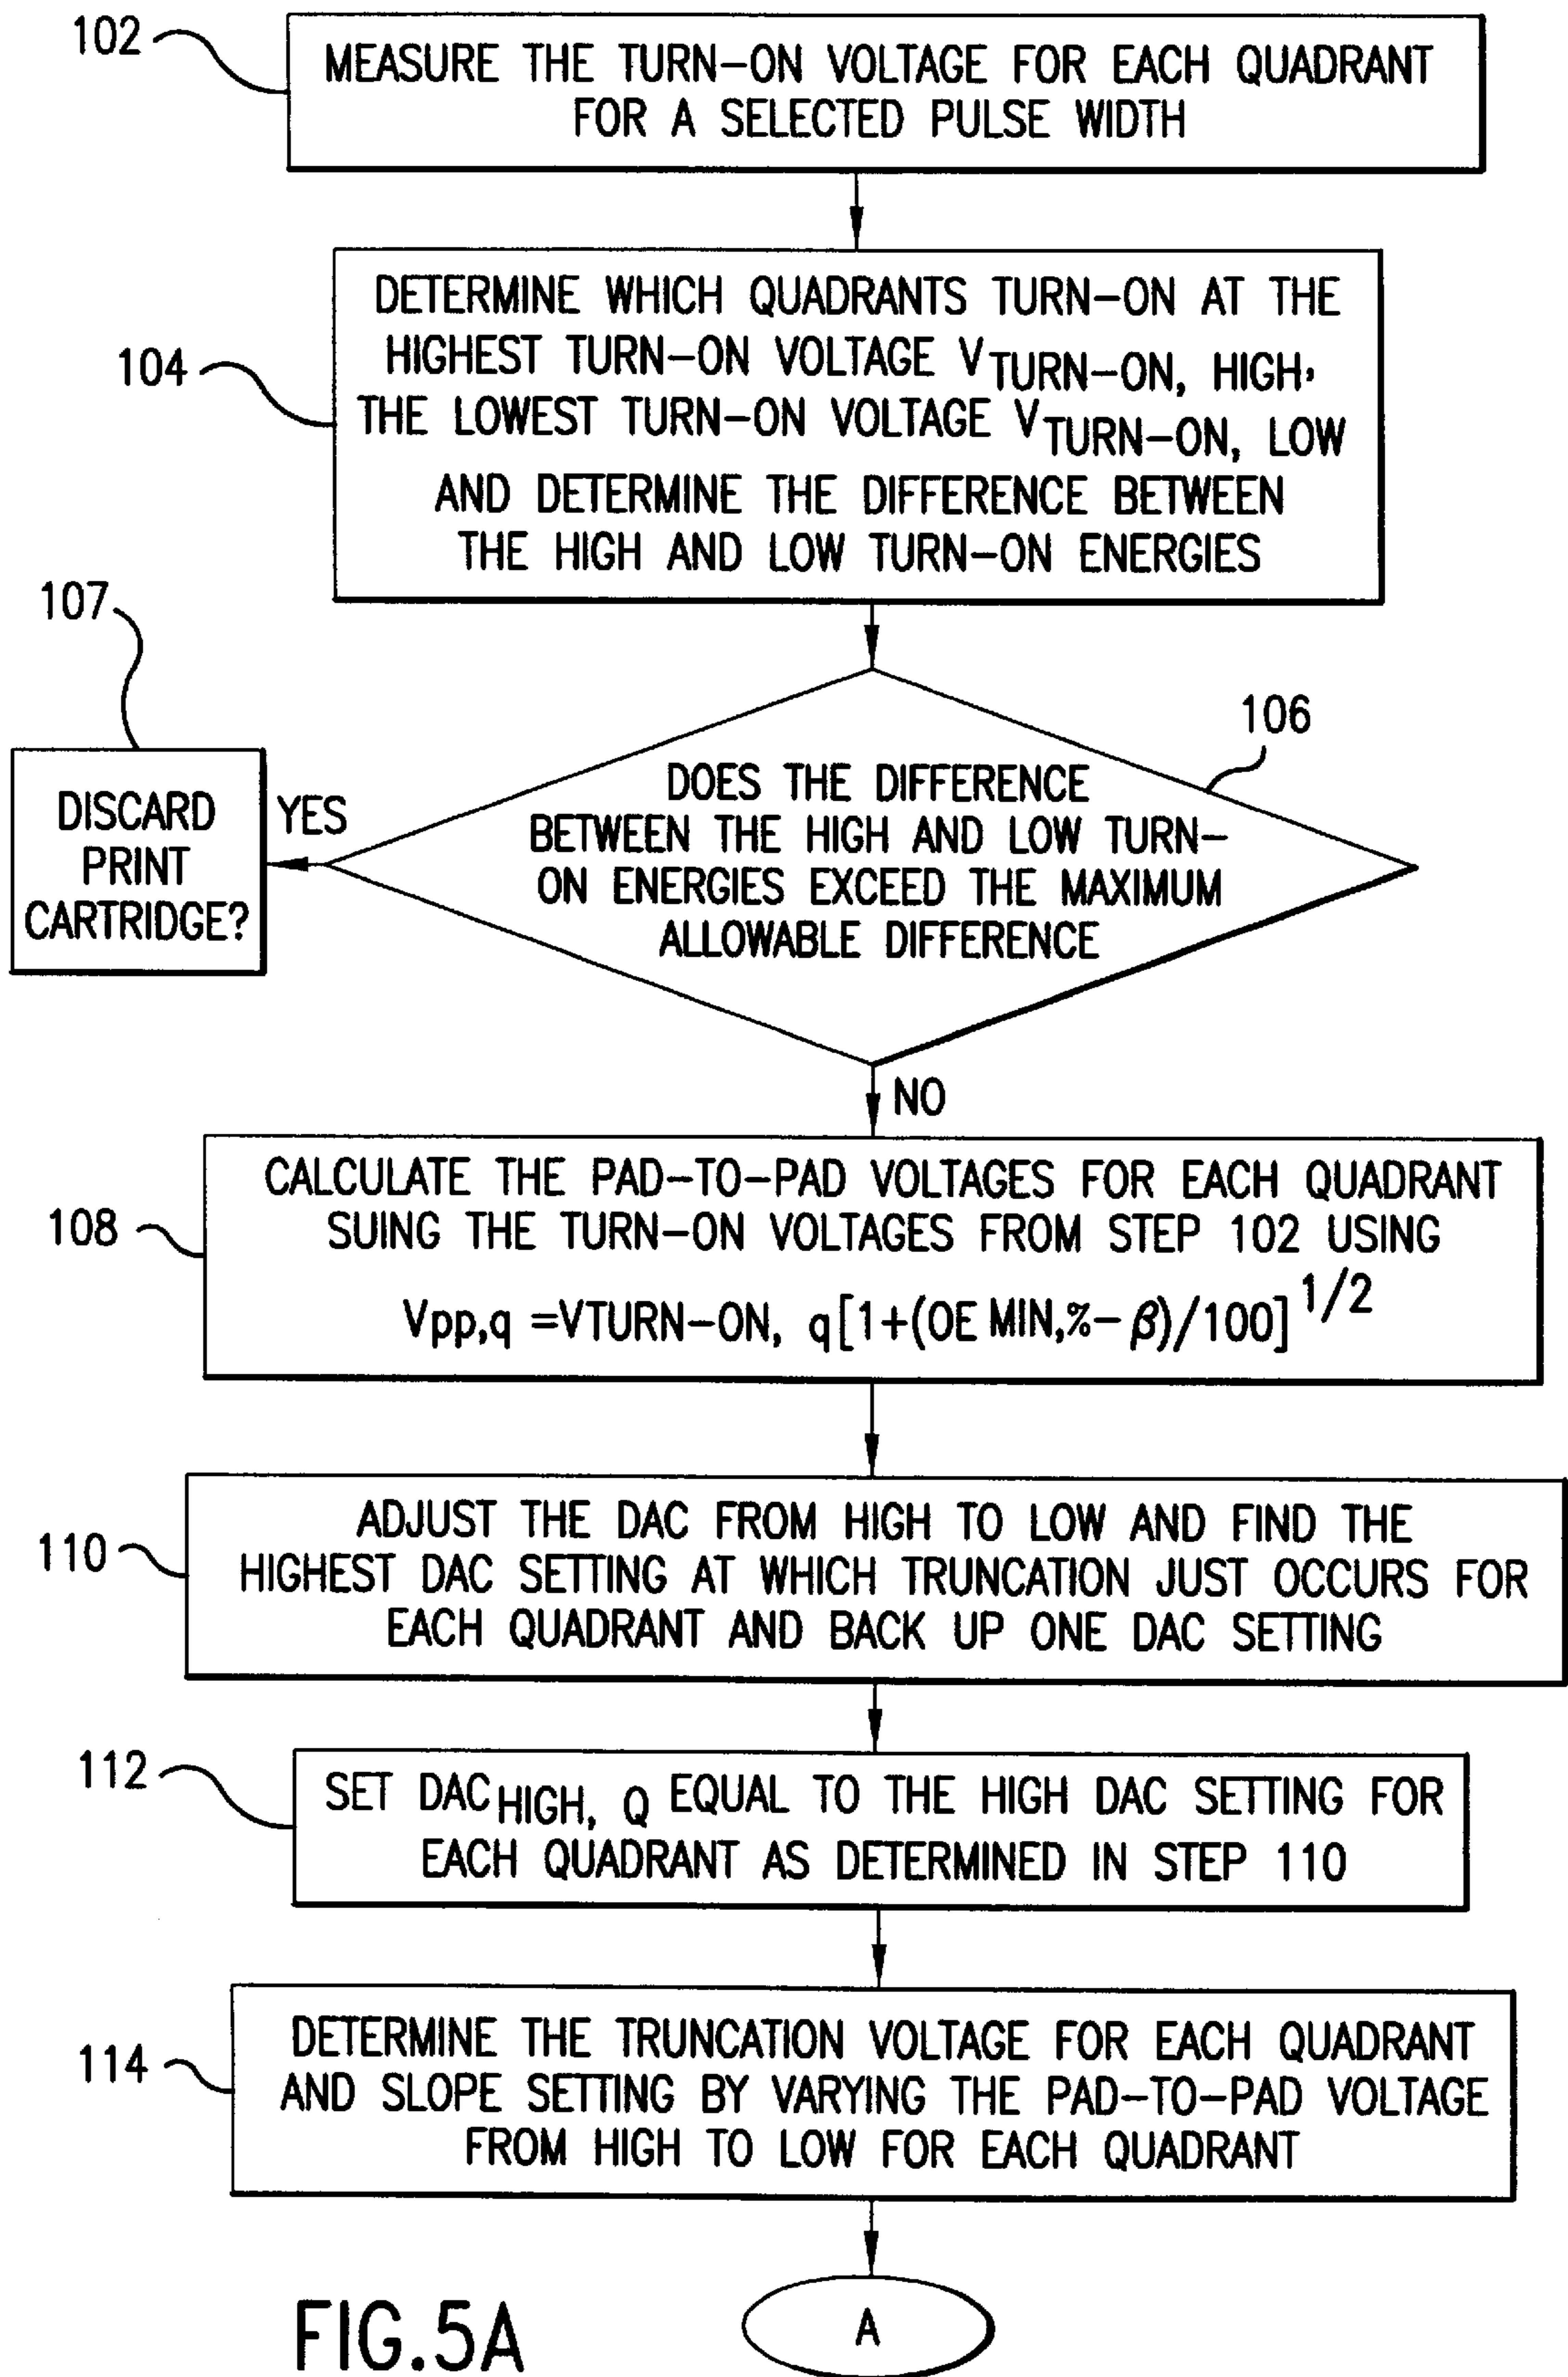 102
MEASURE THE TURN-ON VOLTAGE FOR EACH QUADRANT
FOR A SELECTED PULSE WIDTH
104
DETERMINE WHICH QUADRANTS TURN-ON AT THE
HIGHEST TURN-ON VOLTAGE V TURN-ON, HIGH,
THE LOWEST TURN-ON VOLTAGE V TURN-ON, LOW
AND DETERMINE THE DIFFERENCE BETWEEN
THE HIGH AND LOW TURN-ON ENERGIES
107
106
DOES THE DIFFERENCE
BETWEEN THE HIGH AND LOW TURN-
ON ENERGIES EXCEED THE MAXIMUM
ALLOWABLE DIFFERENCE
YES
DISCARD
PRINT
CARTRIDGE?
NO
108
CALCULATE THE PAD-TO-PAD VOLTAGES FOR EACH QUADRANT
SUING THE TURN-ON VOLTAGES FROM STEP 102 USING
Vpp,q =VTURN-ON, q[1+(OE MIN,%-β)/100] 1/2
110
ADJUST THE DAC FROM HIGH TO LOW AND FIND THE
HIGHEST DAC SETTING AT WHICH TRUNCATION JUST OCCURS FOR
EACH QUADRANT AND BACK UP ONE DAC SETTING
112
SET DAC HIGH, Q EQUAL TO THE HIGH DAC SETTING FOR
EACH QUADRANT AS DETERMINED IN STEP 110
114
DETERMINE THE TRUNCATION VOLTAGE FOR EACH QUADRANT
AND SLOPE SETTING BY VARYING THE PAD-TO-PAD VOLTAGE
FROM HIGH TO LOW FOR EACH QUADRANT
A
FIG.5A